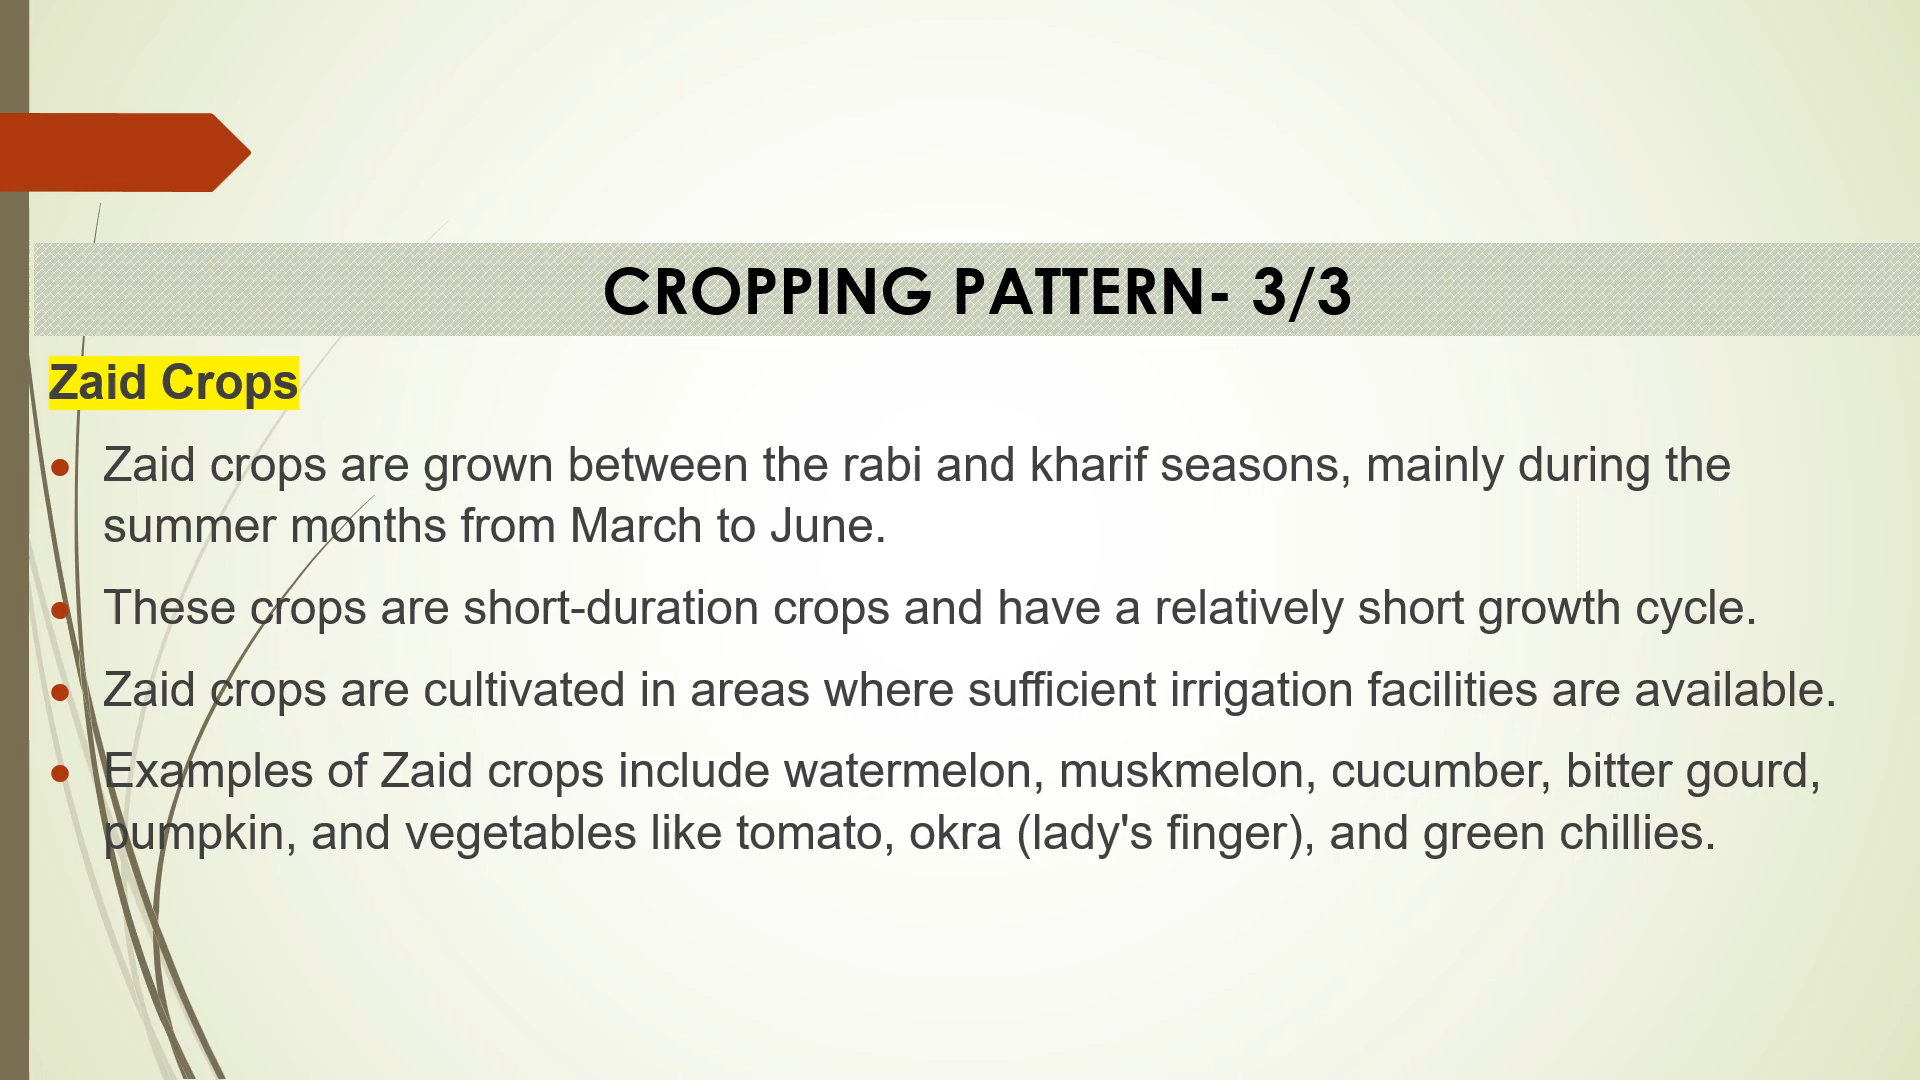 CROPPING PATTERN- 3/3
Zaid Crops
• Zaid crops are grown between the rabi and kharif seasons, mainly during the
summer months from March to June.
• These crops are short-duration crops and have a relatively short growth cycle.
• Zaid crops are cultivated in areas where sufficient irrigation facilities are available.
• Examples of Zaid crops include watermelon, muskmelon, cucumber, bitter gourd,
pumpkin, and vegetables like tomato, okra (lady's finger), and green chillies.